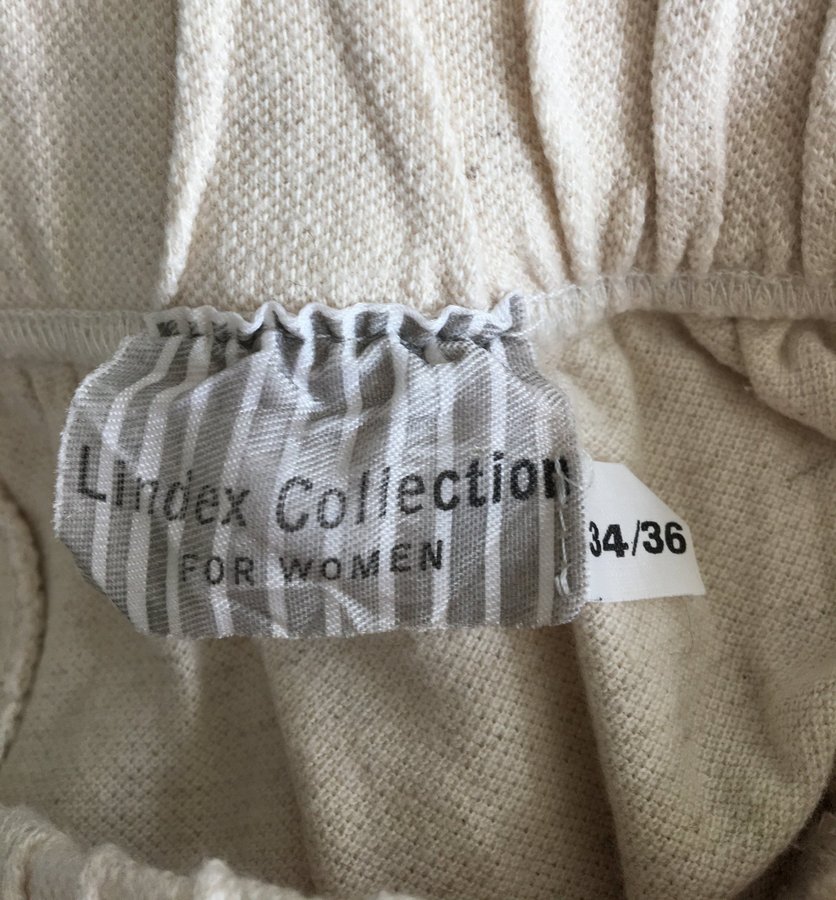 Lindex Collection
FOR WOMEN
34/36